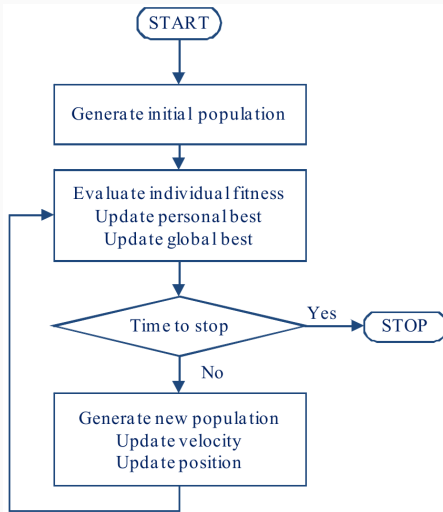 START
Generate initial population
Evaluate individual fitness
Update personal best
Update global best
Time to stop
Yes
STOP
No
Generate new population
Update velocity
Update position